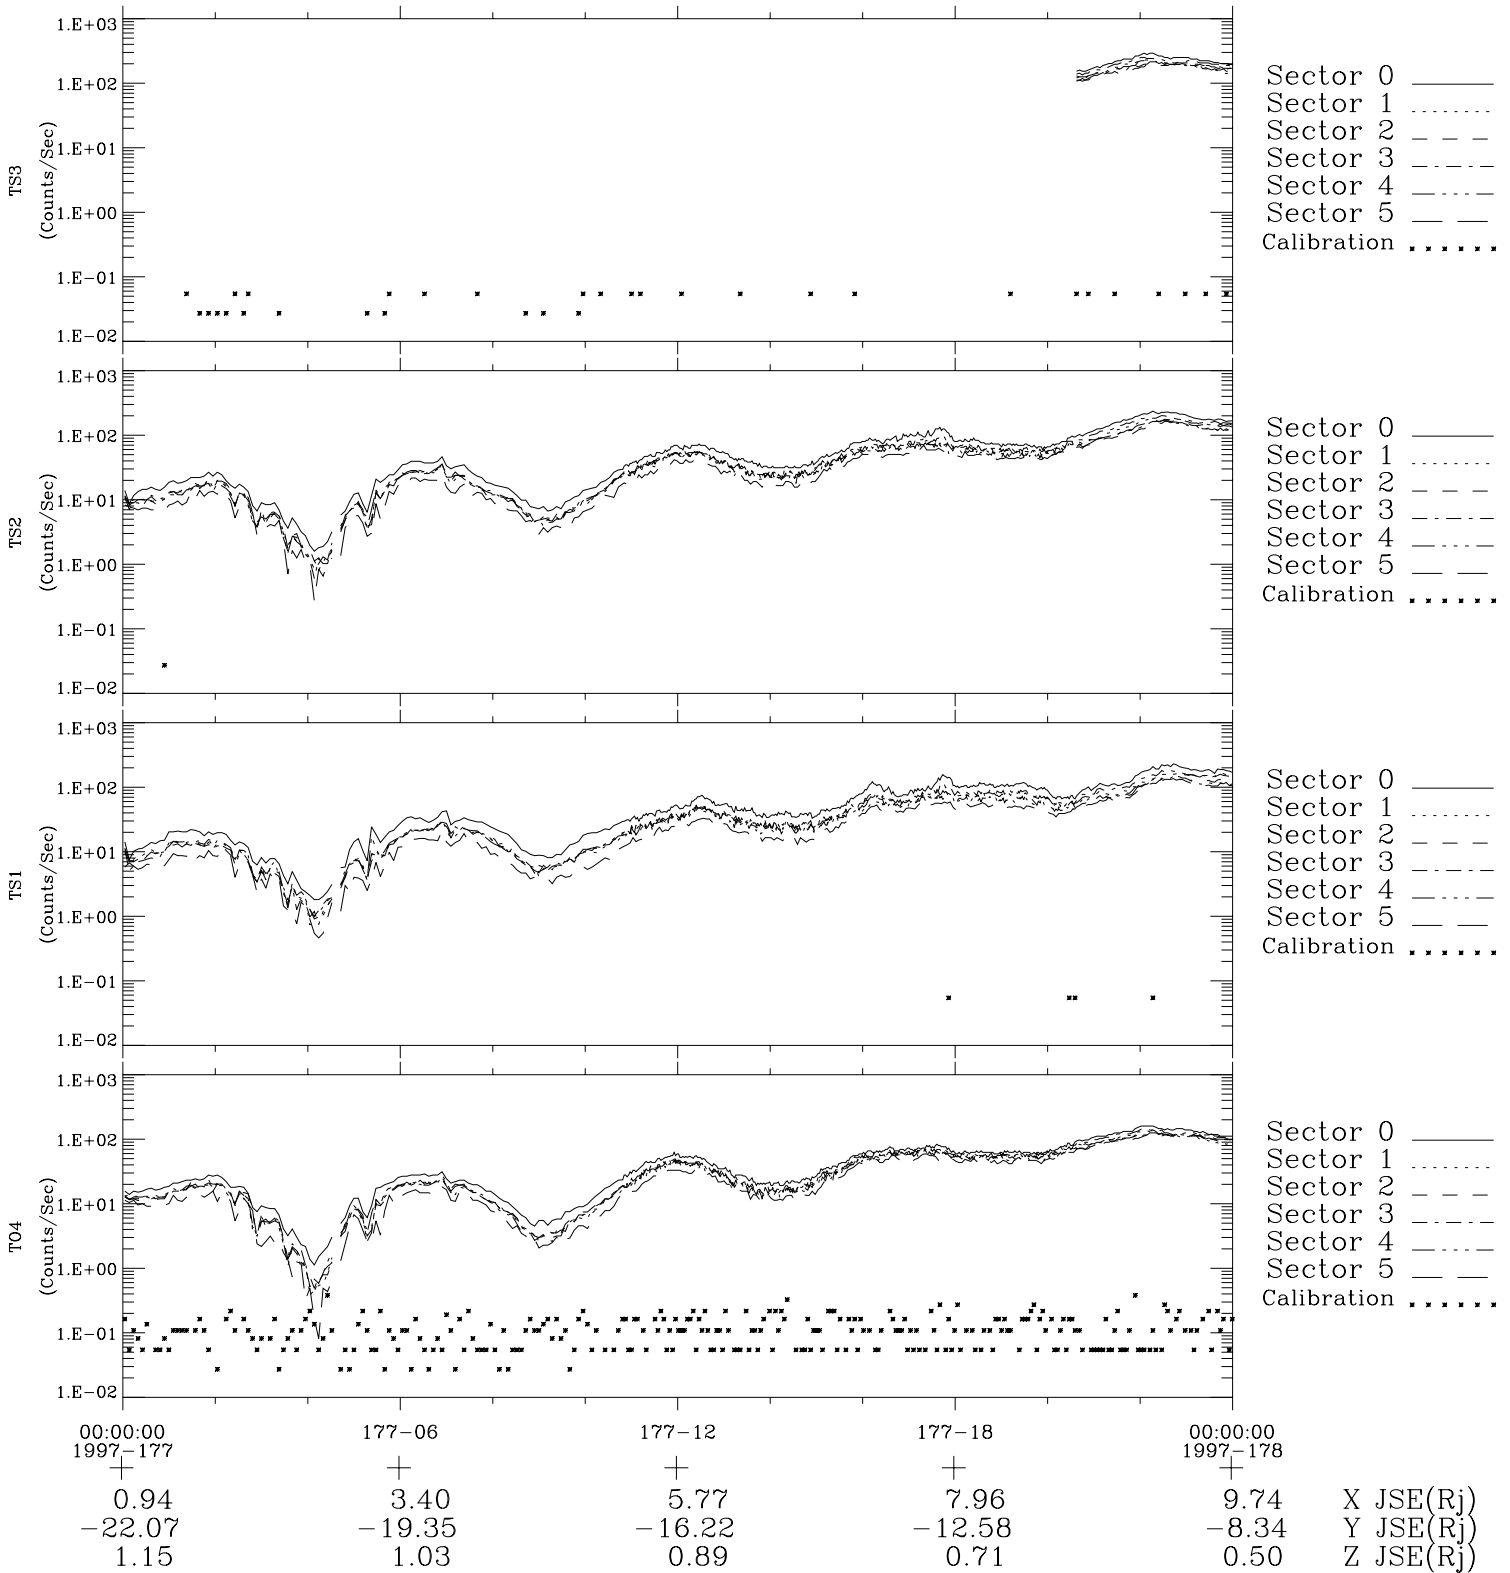 1.E+03
1.E+02
1.E+01
1.E+00
1.E-01
1.E-02
TS3
(Counts/Sec)
Sector 0
Sector 1
Sector 2
Sector 3
Sector 4
Sector 5
Calibration
1.E+03
1.E+02
1.E+01
1.E+00
1.E-01
1.E-02
TS2
(Counts/Sec)
Sector 0
Sector 1
Sector 2
Sector 3
Sector 4
Sector 5
Calibration
1.E+03
1.E+02
1.E+01
1.E+00
1.E-01
1.E-02
TS1
(Counts/Sec)
Sector 0
Sector 1
Sector 2
Sector 3
Sector 4
Sector 5
Calibration
1.E+03
1.E+02
1.E+01
1.E+00
1.E-01
1.E-02
TO4
(Counts/Sec)
Sector 0
Sector 1
Sector 2
Sector 3
Sector 4
Sector 5
Calibration
00:00:00 177-06 177-12 177-18 00:00:00
1997-177 1997-178
0.94 3.40 5.77 7.96 9.74 X JSE(Rj)
-22.07 -19.35 -16.22 -12.58 -8.34 Y JSE(Rj)
1.15 1.03 0.89 0.71 0.50 Z JSE(Rj)